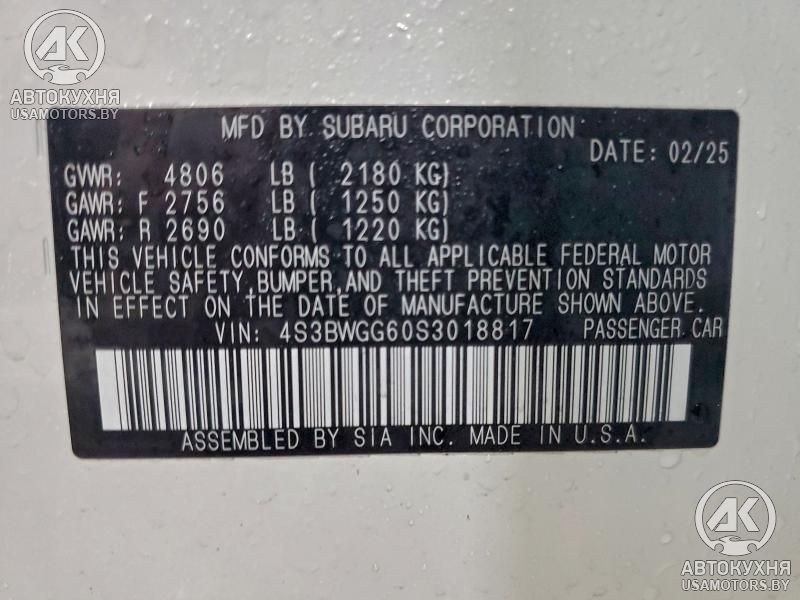 AK
АВТОКУХНЯ
USAMOTORS.BY
MFD BY SUBARU CORPORATION
DATE: 02/25
GVWR: 4806 LB ( 2180 KG)
GAWR: F 2756 LB ( 1250 KG)
GAWR: R 2690 LB ( 1220 KG)
THIS VEHICLE CONFORMS TO ALL APPLICABLE FEDERAL MOTOR
VEHICLE SAFETY, BUMPER, AND THEFT PREVENTION STANDARDS
IN EFFECT ON THE DATE OF MANUFACTURE SHOWN ABOVE.
VIN: 4S3BWGG60S3018817 PASSENGER CAR
ASSEMBLED BY SIA INC. MADE IN U.S.A.
AK
АВТОКУХНЯ
USAMOTORS.BY